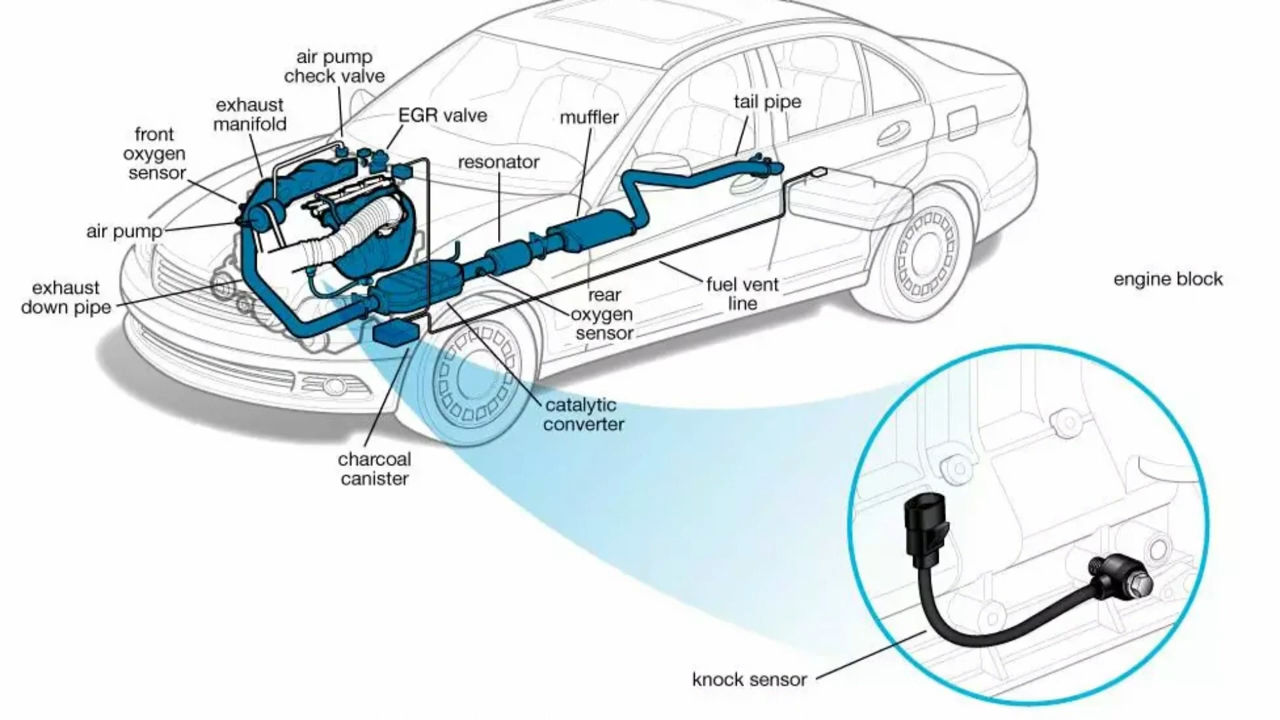 air pump
check valve
exhaust
manifold
EGR valve
muffler
tail pipe
front
oxygen
sensor
resonator
air pump
exhaust
down pipe
rear
oxygen
sensor
fuel vent
line
engine block
catalytic
converter
charcoal
canister
knock sensor